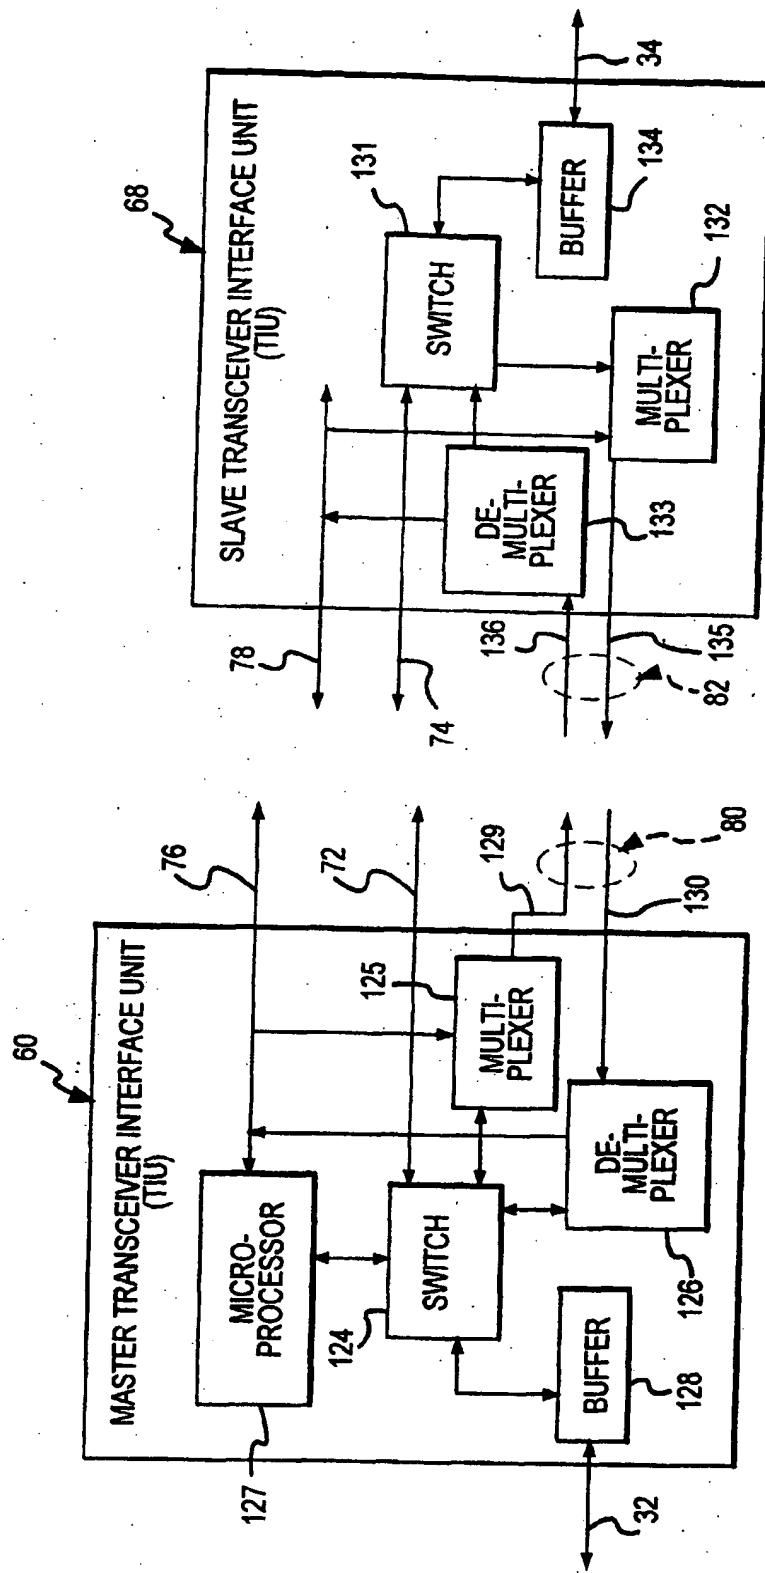 60
MASTER TRANSCEIVER INTERFACE UNIT
(TIU)
MICRO-
PROCESSOR
127
76
124
SWITCH
72
125
MULTI-
PLEXER
129
DE-
MULTI-
PLEXER
126
BUFFER
128
32
130
80
68
SLAVE TRANSCEIVER INTERFACE UNIT
(TIU)
78
74
131
SWITCH
DE-
MULTI-
PLEXER
133
BUFFER
134
34
MULTI-
PLEXER
132
136
135
82